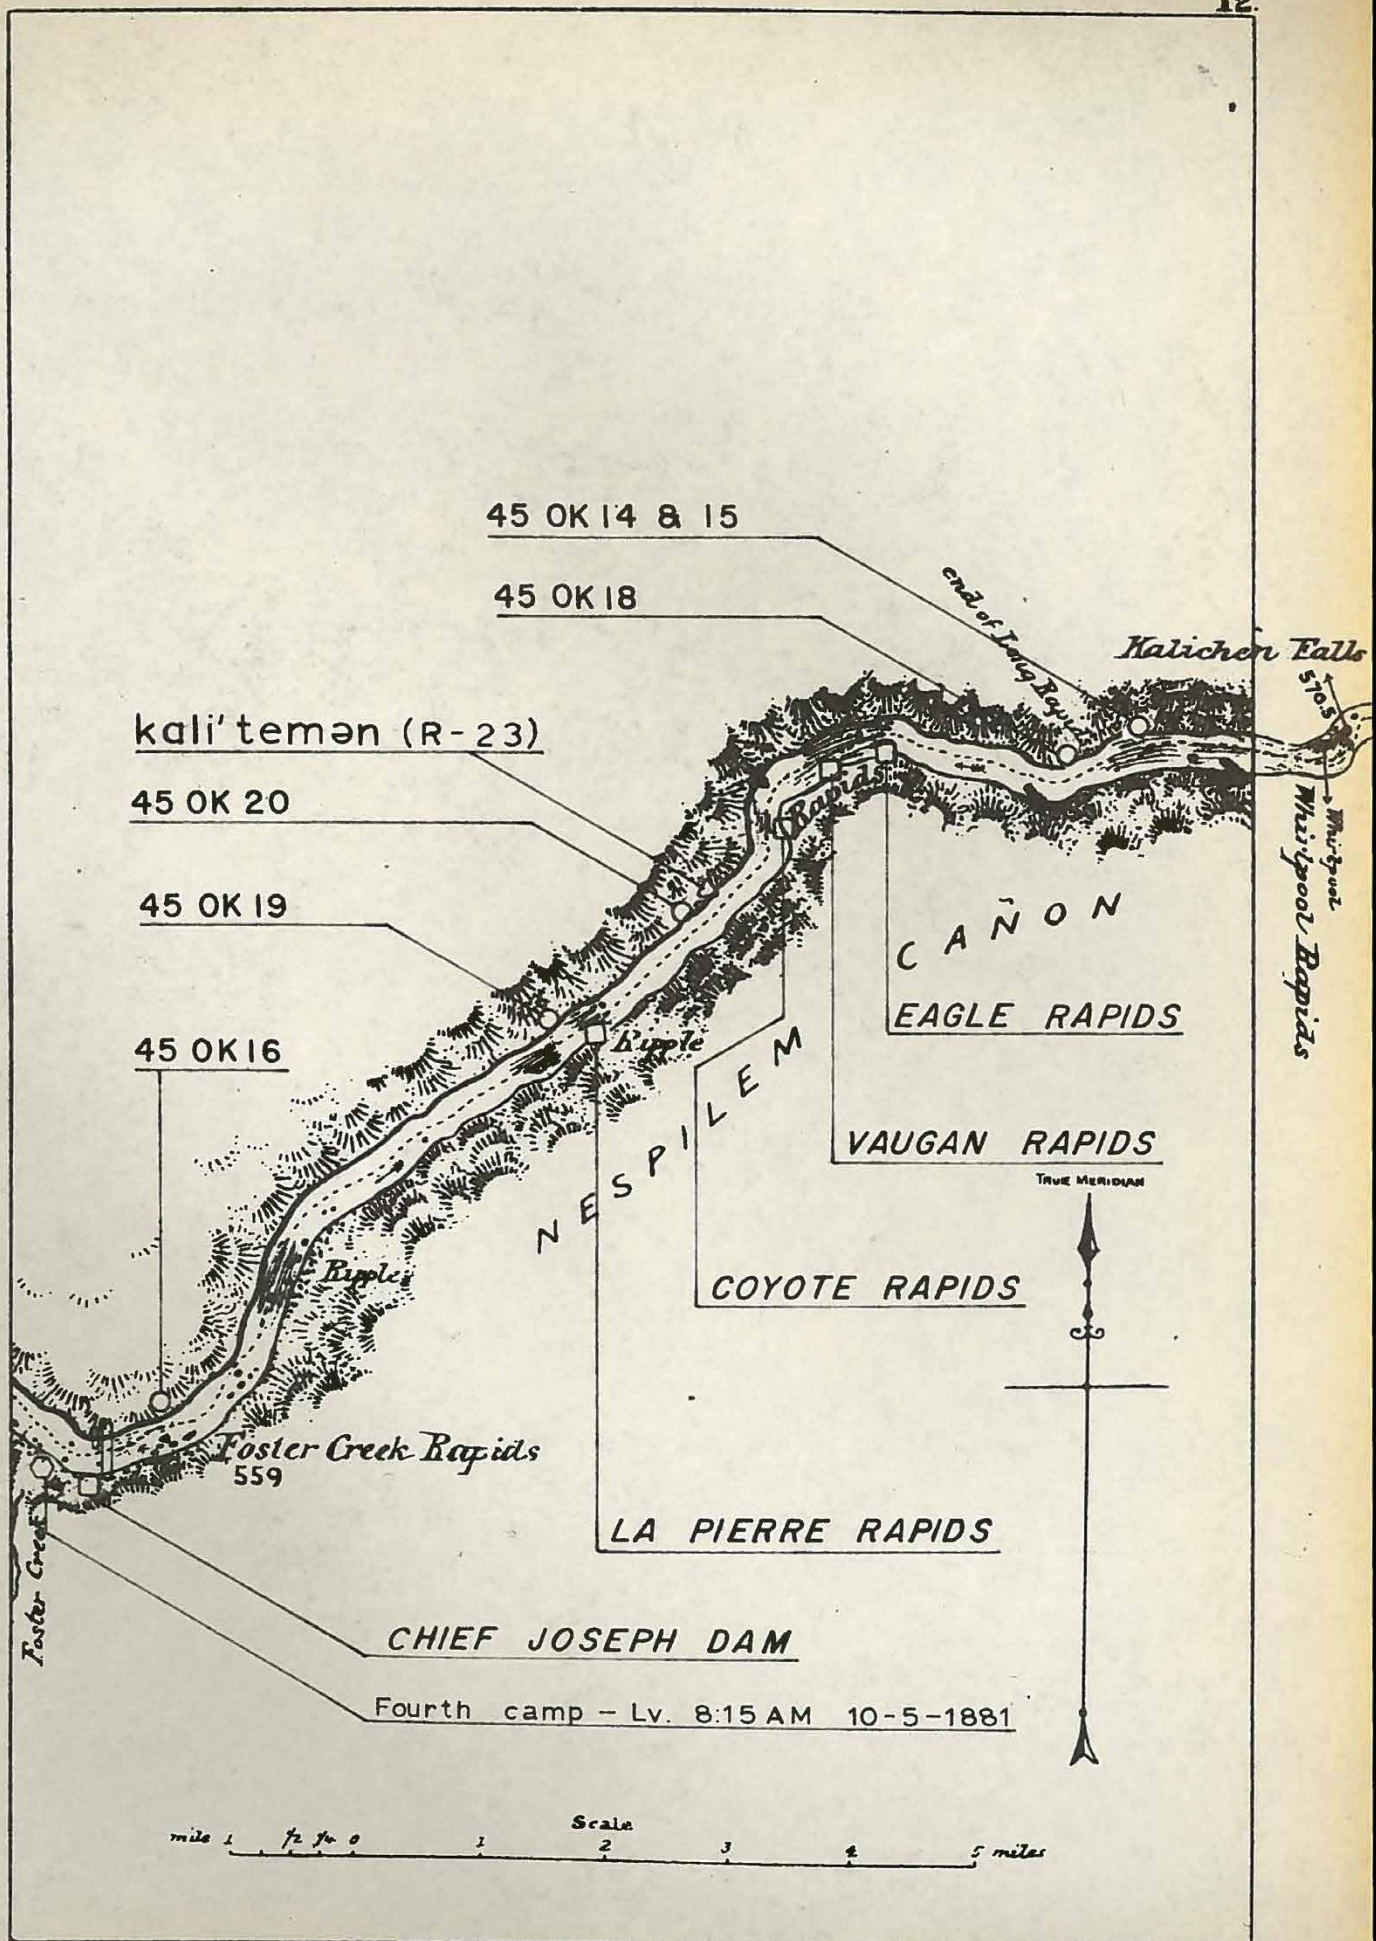 12.
45 OK 14 & 15
45 OK 18
end of Long Rap
Kalichen Falls
570.5
kali'temən (R-23)
45 OK 20
Rapids
Whirlpool
Whirlpool Rapids
45 OK 19
NESPILEM CAÑON
EAGLE RAPIDS
Ripple
45 OK 16
VAUGAN RAPIDS
TRUE MERIDIAN
Ripple
COYOTE RAPIDS
Foster Creek Rapids
559
LA PIERRE RAPIDS
Foster Creek
CHIEF JOSEPH DAM
Fourth camp – Lv. 8:15 AM 10-5-1881
Scale
mile 1 1/2 1/4 0 1 2 3 4 5 miles